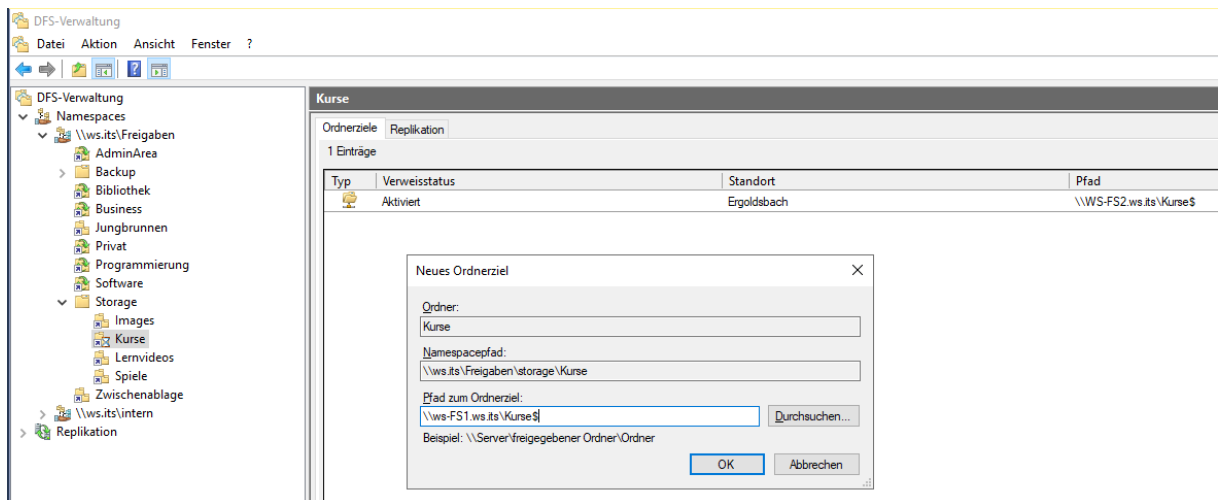 DFS-Verwaltung
Datei Aktion Ansicht Fenster ?
DFS-Verwaltung
Namespaces
\\ws.its\Freigaben
AdminArea
Backup
Bibliothek
Business
Jungbrunnen
Privat
Programmierung
Software
Storage
Images
Kurse
Lernvideos
Spiele
Zwischenablage
\\ws.its\intern
Replikation
Kurse
Ordnerziele Replikation
1 Einträge
Typ Verweisstatus Standort Pfad
Aktiviert Ergoldsbach \\WS-FS2.ws.its\Kurse$
Neues Ordnerziel
Ordner:
Kurse
Namespacepfad:
\\ws.its\Freigaben\storage\Kurse
Pfad zum Ordnerziel:
\\ws-FS1.ws.its\Kurse$
Durchsuchen...
Beispiel: \\Server\freigegebener Ordner\Ordner
OK Abbrechen